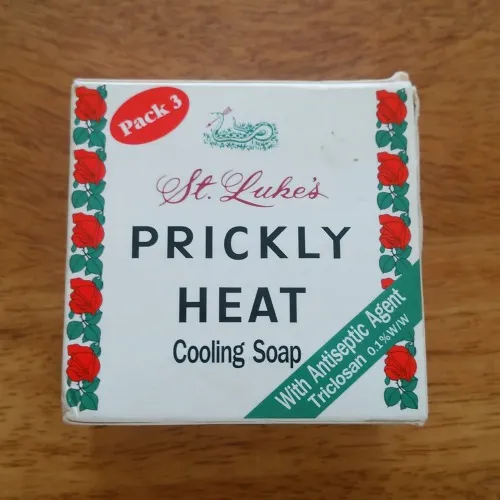 Pack 3
St. Luke's
PRICKLY
HEAT
Cooling Soap
With Antiseptic Agent
Triclosan 0.1% W/W